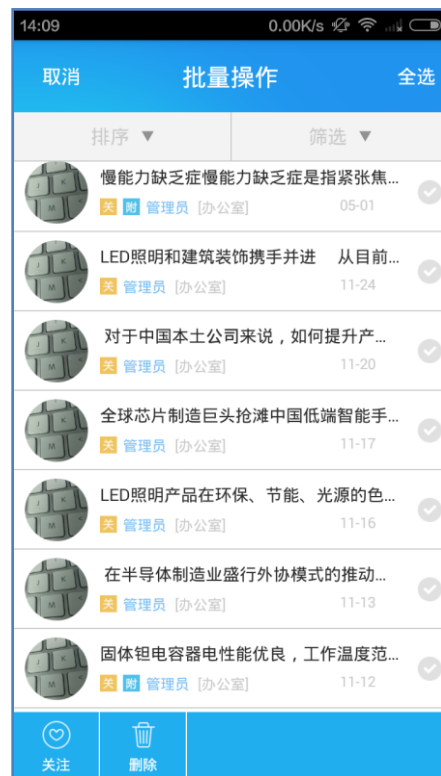 14:09 0.00K/s
取消 批量操作 全选
排序 ▼ 筛选 ▼
慢能力缺乏症慢能力缺乏症是指紧张焦...
关 附 管理员 [办公室] 05-01
LED照明和建筑装饰携手并进 从目前...
关 管理员 [办公室] 11-24
对于中国本土公司来说，如何提升产...
关 管理员 [办公室] 11-20
全球芯片制造巨头抢滩中国低端智能手...
关 管理员 [办公室] 11-17
LED照明产品在环保、节能、光源的色...
关 管理员 [办公室] 11-16
在半导体制造业盛行外协模式的推动...
关 管理员 [办公室] 11-13
固体钽电容器电性能优良，工作温度范...
关 附 管理员 [办公室] 11-12
关注 删除